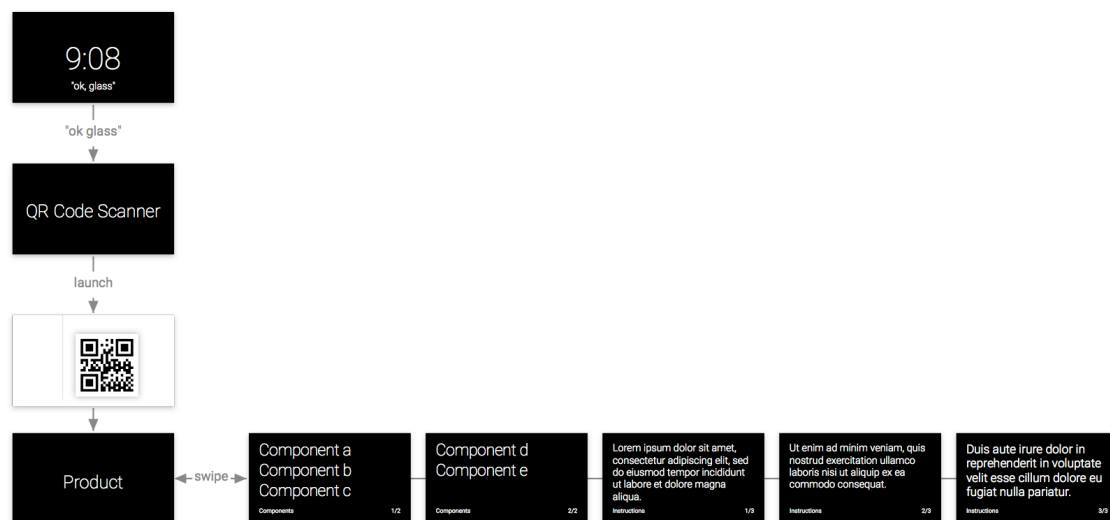 9:08
"ok, glass"
"ok glass"
QR Code Scanner
launch
Product
swipe
Component a
Component b
Component c
Components 1/2
Component d
Component e
Components 2/2
Lorem ipsum dolor sit amet,
consectetur adipiscing elit, sed
do eiusmod tempor incididunt
ut labore et dolore magna
aliqua.
Instructions 1/3
Ut enim ad minim veniam, quis
nostrud exercitation ullamco
laboris nisi ut aliquip ex ea
commodo consequat.
Instructions 2/3
Duis aute irure dolor in
reprehenderit in voluptate
velit esse cillum dolore eu
fugiat nulla pariatur.
Instructions 3/3